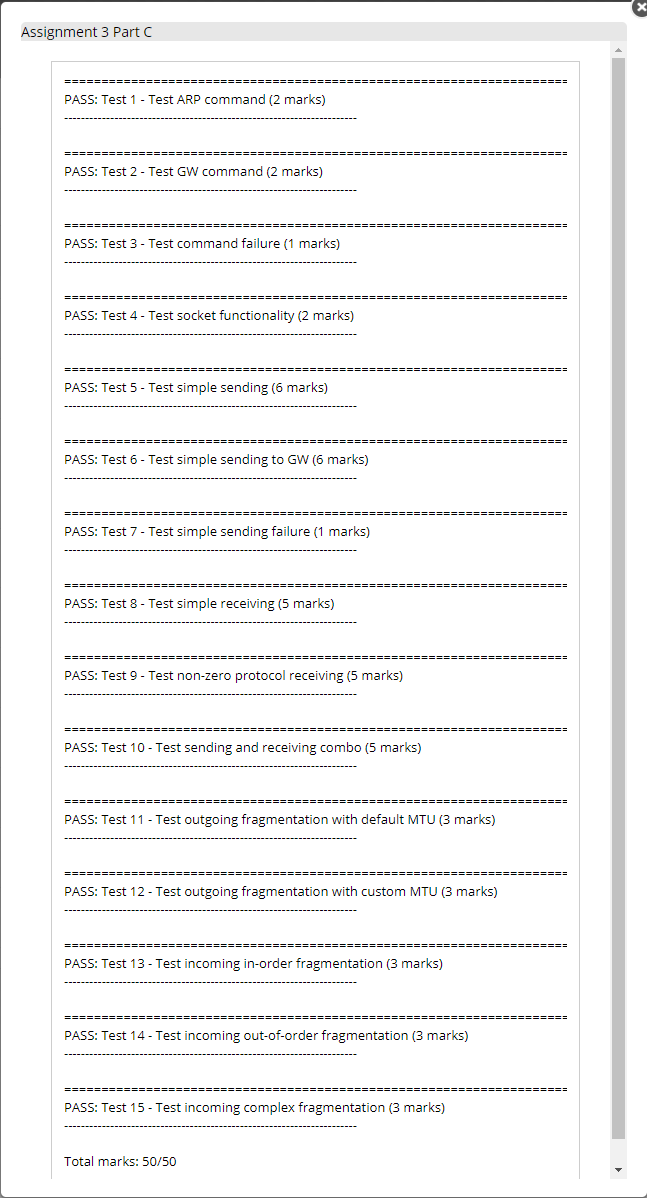 Assignment 3 Part C
======================================================================
PASS: Test 1 - Test ARP command (2 marks)
----------------------------------------------------------------------
======================================================================
PASS: Test 2 - Test GW command (2 marks)
----------------------------------------------------------------------
======================================================================
PASS: Test 3 - Test command failure (1 marks)
----------------------------------------------------------------------
======================================================================
PASS: Test 4 - Test socket functionality (2 marks)
----------------------------------------------------------------------
======================================================================
PASS: Test 5 - Test simple sending (6 marks)
----------------------------------------------------------------------
======================================================================
PASS: Test 6 - Test simple sending to GW (6 marks)
----------------------------------------------------------------------
======================================================================
PASS: Test 7 - Test simple sending failure (1 marks)
----------------------------------------------------------------------
======================================================================
PASS: Test 8 - Test simple receiving (5 marks)
----------------------------------------------------------------------
======================================================================
PASS: Test 9 - Test non-zero protocol receiving (5 marks)
----------------------------------------------------------------------
======================================================================
PASS: Test 10 - Test sending and receiving combo (5 marks)
----------------------------------------------------------------------
======================================================================
PASS: Test 11 - Test outgoing fragmentation with default MTU (3 marks)
----------------------------------------------------------------------
======================================================================
PASS: Test 12 - Test outgoing fragmentation with custom MTU (3 marks)
----------------------------------------------------------------------
======================================================================
PASS: Test 13 - Test incoming in-order fragmentation (3 marks)
----------------------------------------------------------------------
======================================================================
PASS: Test 14 - Test incoming out-of-order fragmentation (3 marks)
----------------------------------------------------------------------
======================================================================
PASS: Test 15 - Test incoming complex fragmentation (3 marks)
----------------------------------------------------------------------
Total marks: 50/50